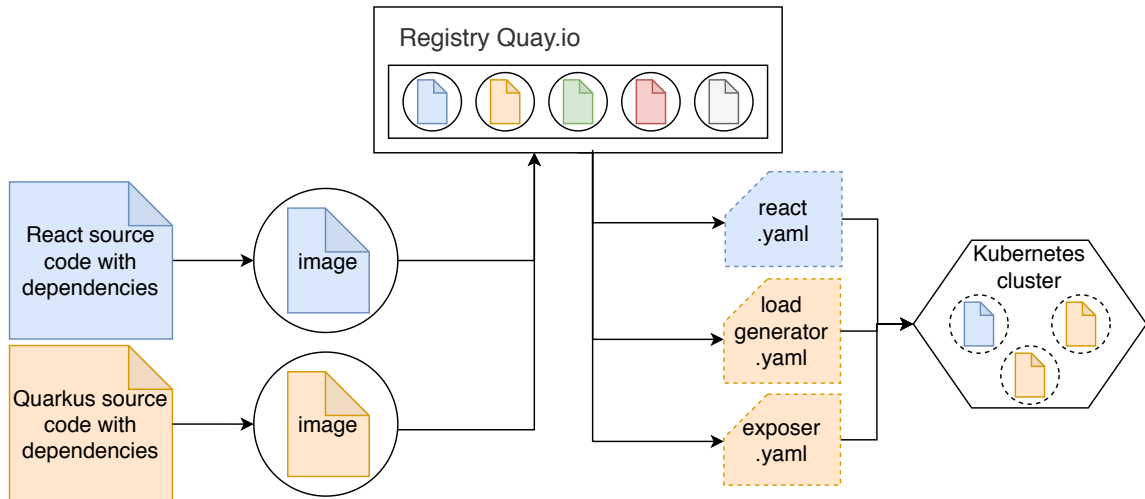 Registry Quay.io
React source
code with
dependencies
image
Quarkus source
code with
dependencies
image
react
.yaml
load
generator
.yaml
exposer
.yaml
Kubernetes
cluster